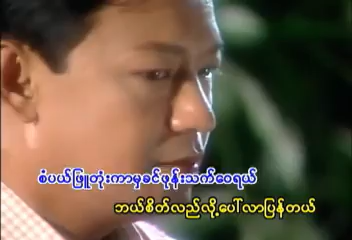 စံပယ်ဖြူတုံးကာမှခင်ဖုန်းသက်ဝေရယ်
ဘယ်စိတ်လည်လို့ပေါ်လာပြန်တယ်